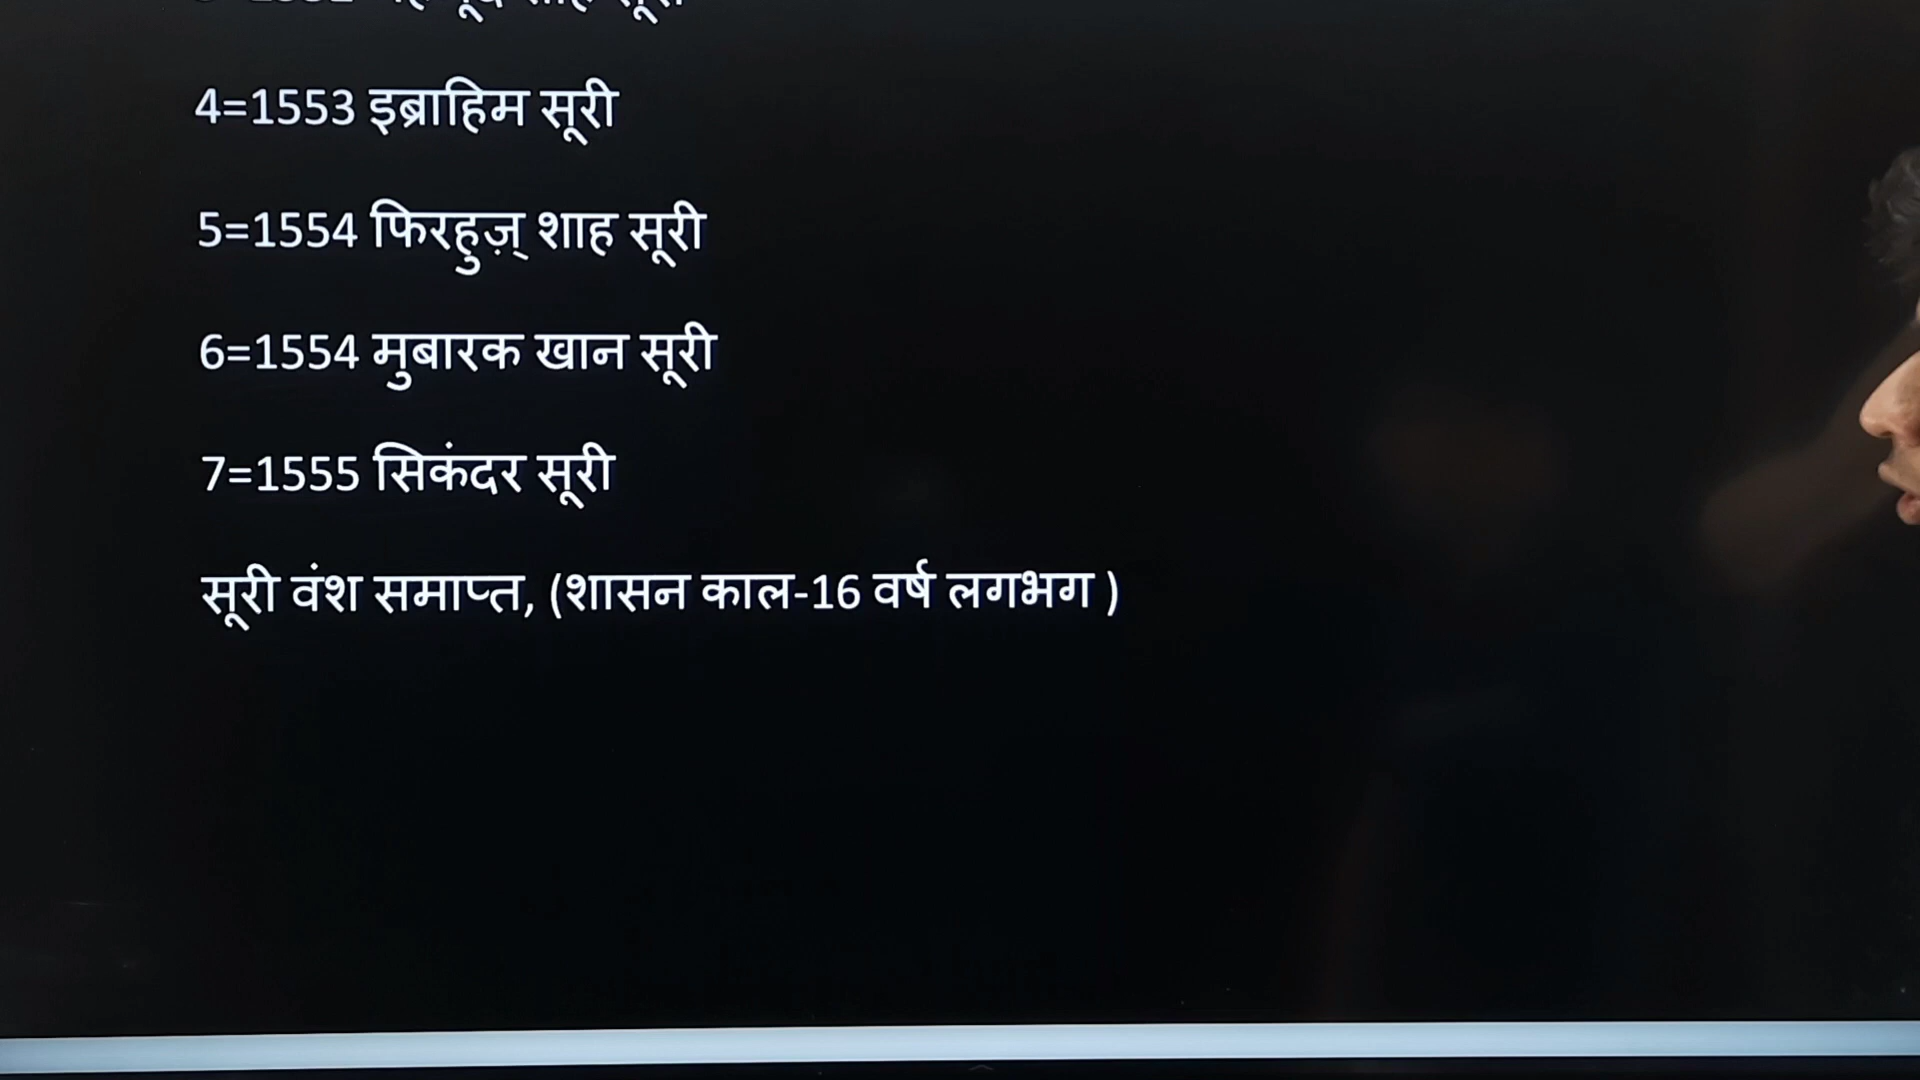 4=1553 इब्राहिम सूरी
5=1554 फिरहुज़् शाह सूरी
6=1554 मुबारक खान सूरी
7=1555 सिकंदर सूरी
सूरी वंश समाप्त, (शासन काल-16 वर्ष लगभग )